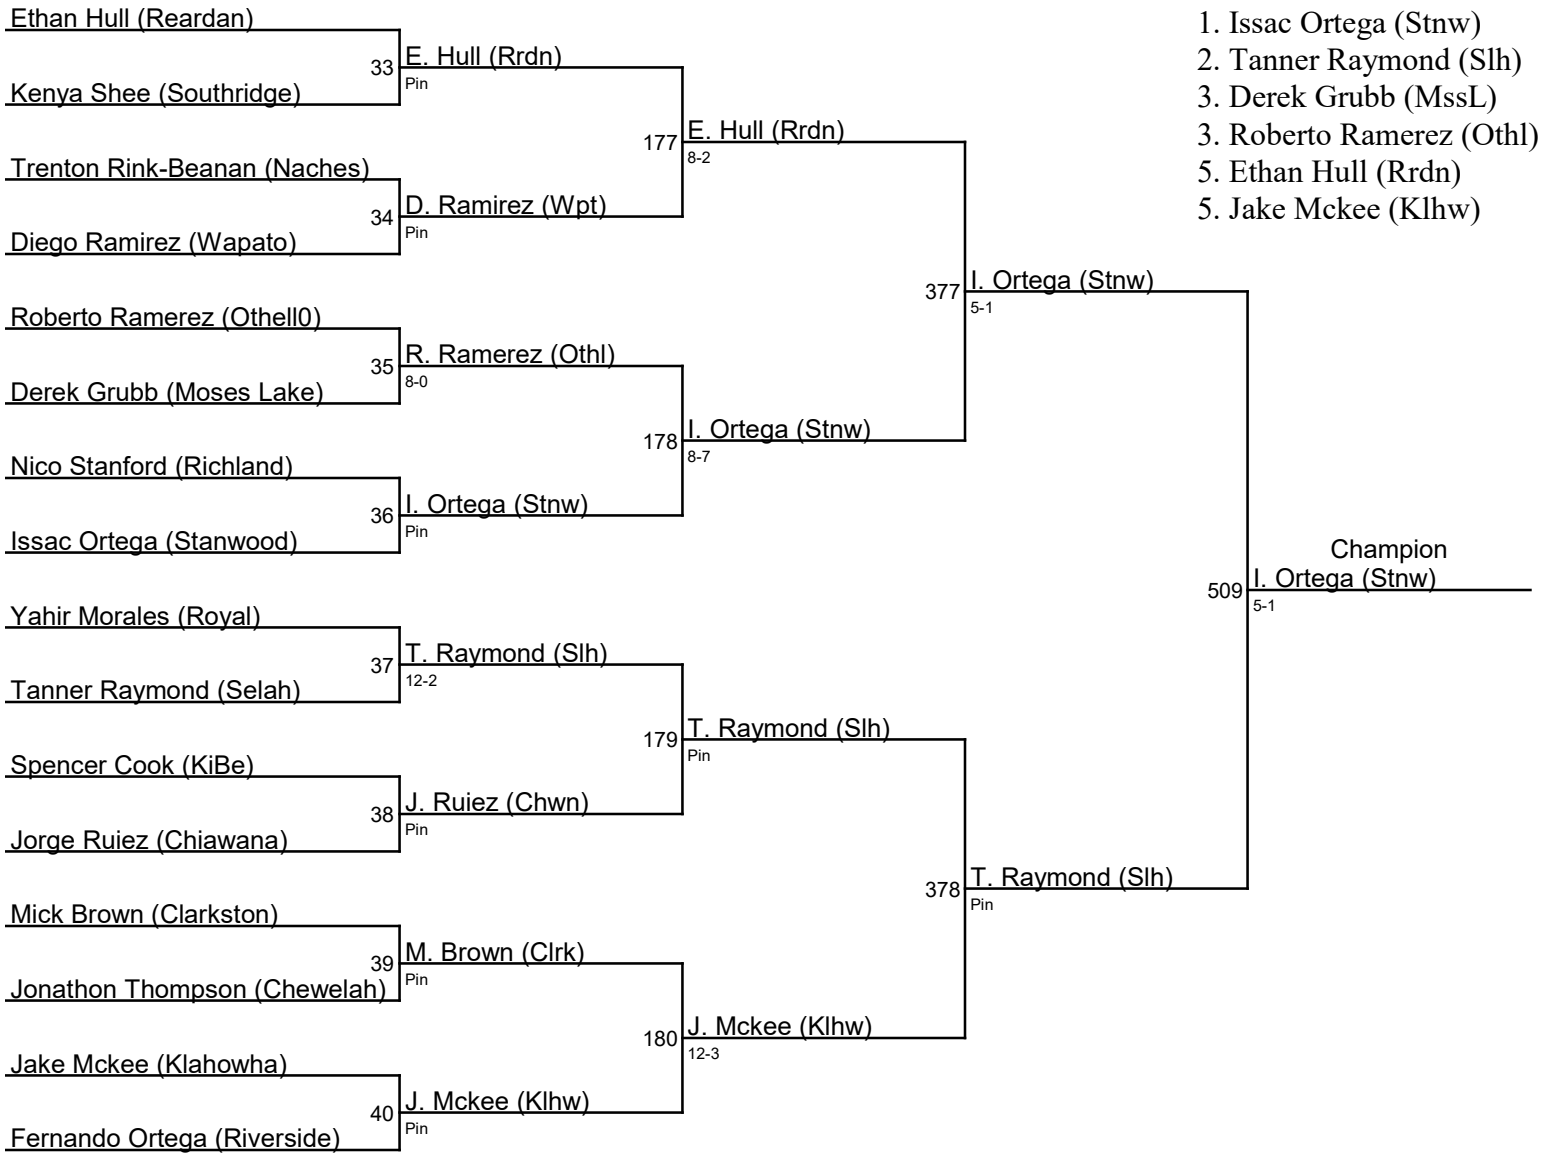 Ethan Hull (Reardan)
33
E. Hull (Rrdn)
Pin
Kenya Shee (Southridge)
177
E. Hull (Rrdn)
8-2
Trenton Rink-Beanan (Naches)
34
D. Ramirez (Wpt)
Pin
Diego Ramirez (Wapato)
377
I. Ortega (Stnw)
5-1
Roberto Ramerez (Othell0)
35
R. Ramerez (Othl)
8-0
Derek Grubb (Moses Lake)
178
I. Ortega (Stnw)
8-7
Nico Stanford (Richland)
36
I. Ortega (Stnw)
Pin
Issac Ortega (Stanwood)
Champion
509
I. Ortega (Stnw)
5-1
Yahir Morales (Royal)
37
T. Raymond (Slh)
12-2
Tanner Raymond (Selah)
179
T. Raymond (Slh)
Pin
Spencer Cook (KiBe)
38
J. Ruiez (Chwn)
Pin
Jorge Ruiez (Chiawana)
378
T. Raymond (Slh)
Pin
Mick Brown (Clarkston)
39
M. Brown (Clrk)
Pin
Jonathon Thompson (Chewelah)
180
J. Mckee (Klhw)
12-3
Jake Mckee (Klahowha)
40
J. Mckee (Klhw)
Pin
Fernando Ortega (Riverside)
1. Issac Ortega (Stnw)
2. Tanner Raymond (Slh)
3. Derek Grubb (MssL)
3. Roberto Ramerez (Othl)
5. Ethan Hull (Rrdn)
5. Jake Mckee (Klhw)